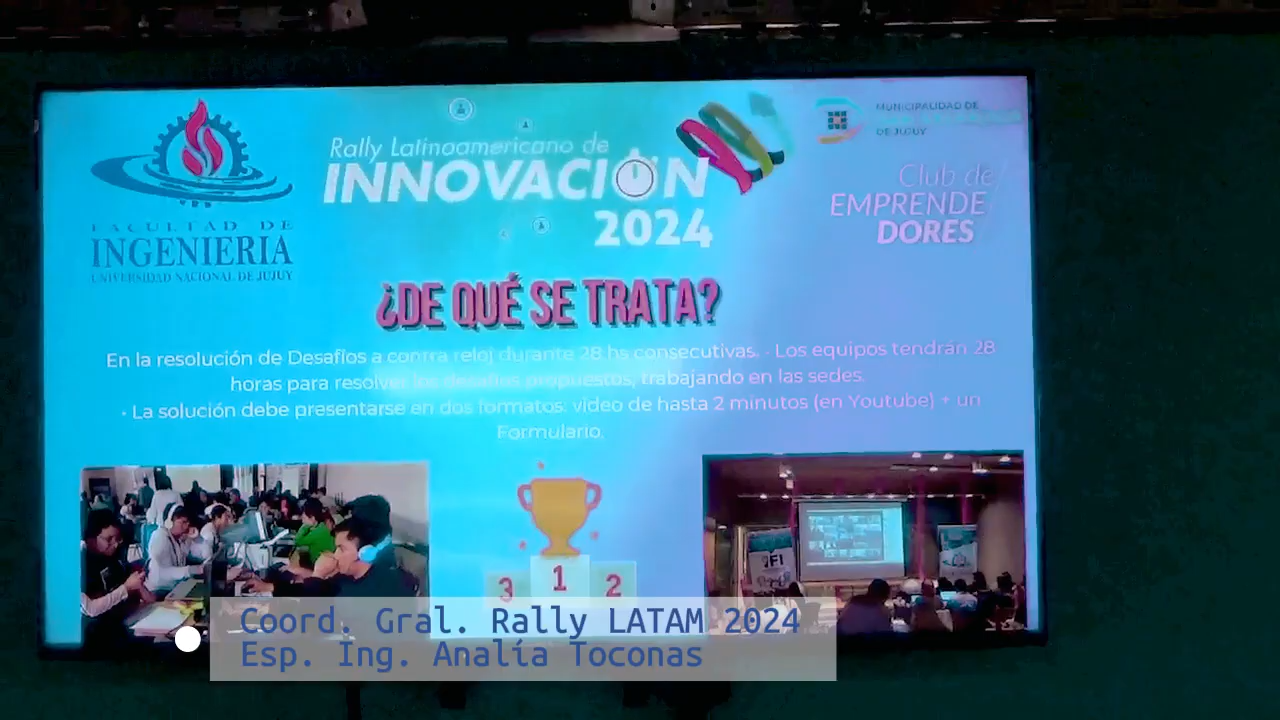 FACULTAD DE
INGENIERIA
UNIVERSIDAD NACIONAL DE JUJUY
Rally Latinoamericano de
INNOVACIÓN
2024
MUNICIPALIDAD DE
DE JUJUY
Club de
EMPRENDE
DORES
¿DE QUÉ SE TRATA?
En la resolución de Desafíos a contra reloj durante 28 hs consecutivas. - Los equipos tendrán 28
horas para resolver los desafíos propuestos, trabajando en las sedes.
• La solución debe presentarse en dos formatos: video de hasta 2 minutos (en Youtube) + un
Formulario.
3 1 2
Coord. Gral. Rally LATAM 2024
Esp. Ing. Analía Toconas